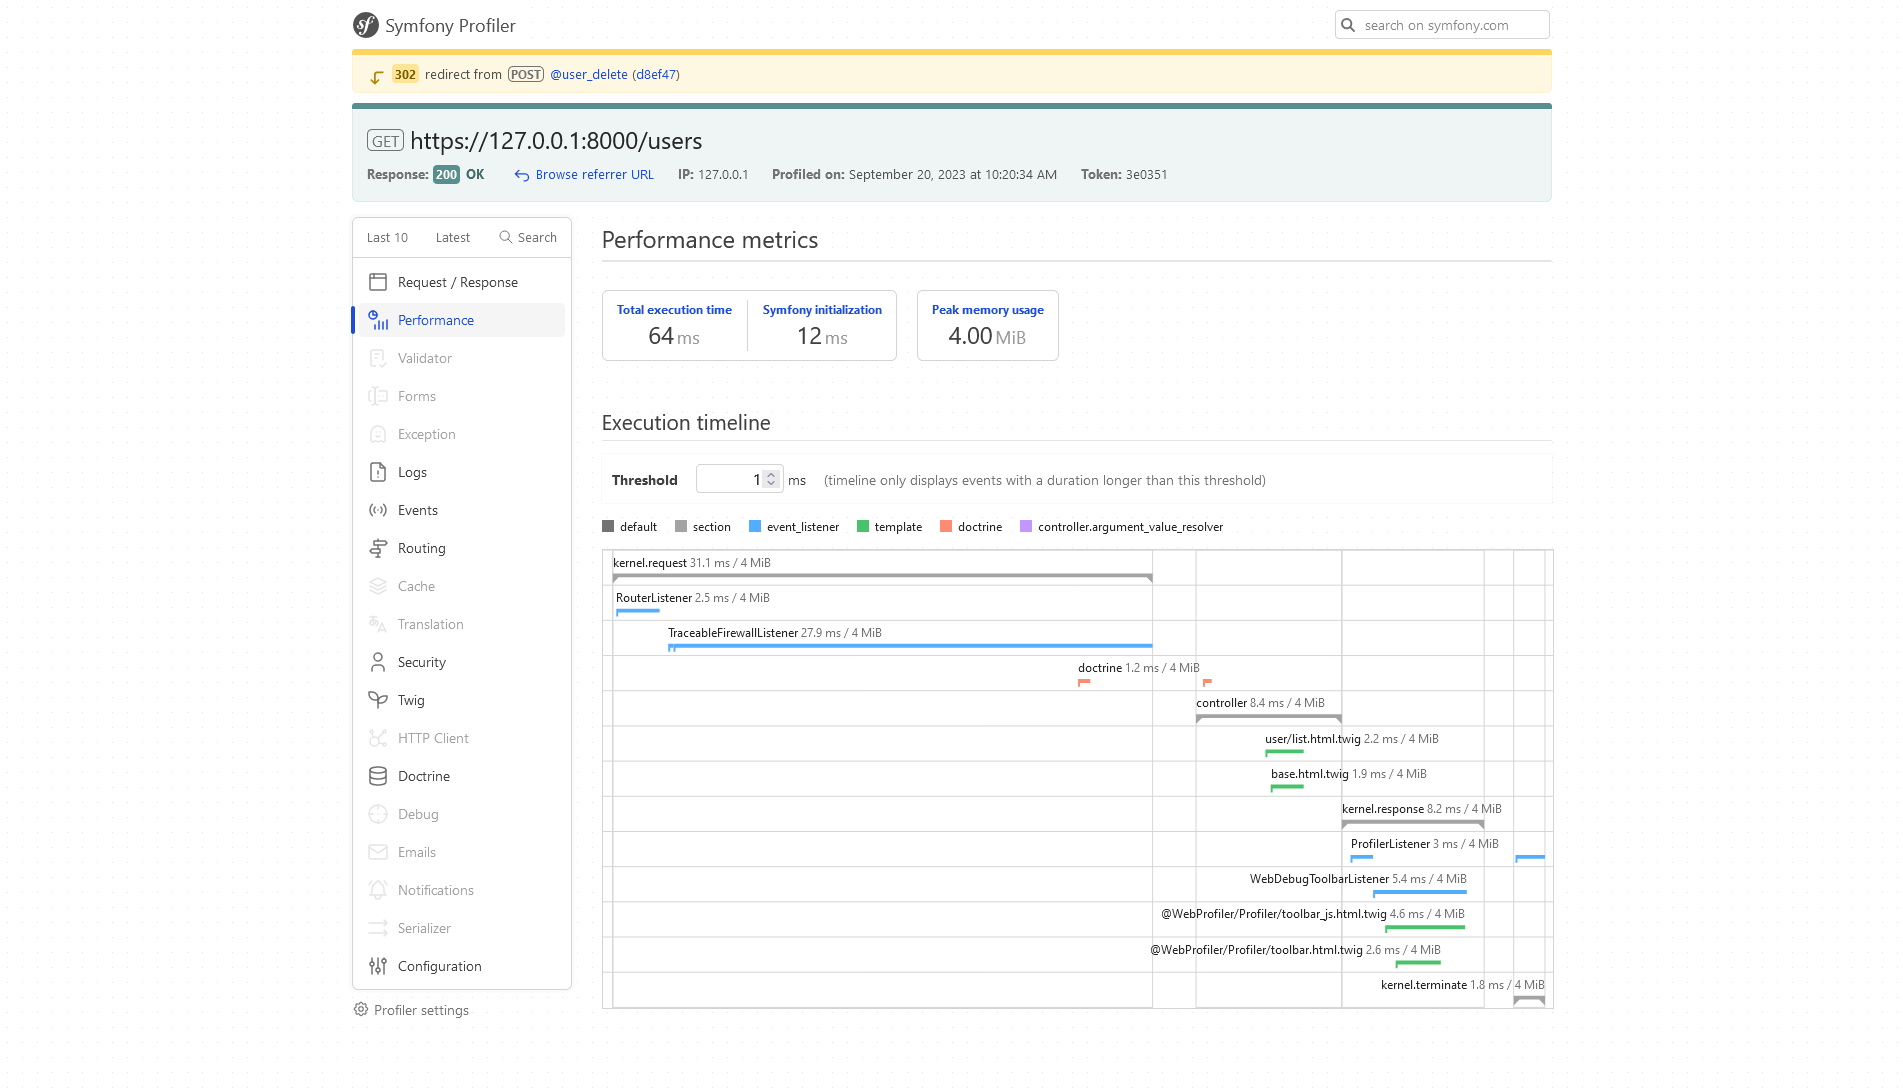 sf Symfony Profiler
search on symfony.com
302 redirect from POST @user_delete (d8ef47)
GET https://127.0.0.1:8000/users
Response: 200 OK Browse referrer URL IP: 127.0.0.1 Profiled on: September 20, 2023 at 10:20:34 AM Token: 3e0351
Last 10 Latest Search
Request / Response
Performance
Validator
Forms
Exception
Logs
Events
Routing
Cache
Translation
Security
Twig
HTTP Client
Doctrine
Debug
Emails
Notifications
Serializer
Configuration
Profiler settings
Performance metrics
Total execution time Symfony initialization Peak memory usage
64 ms 12 ms 4.00 MiB
Execution timeline
Threshold 1 ms (timeline only displays events with a duration longer than this threshold)
default section event_listener template doctrine controller.argument_value_resolver
kernel.request 31.1 ms / 4 MiB
RouterListener 2.5 ms / 4 MiB
TraceableFirewallListener 27.9 ms / 4 MiB
doctrine 1.2 ms / 4 MiB
controller 8.4 ms / 4 MiB
user/list.html.twig 2.2 ms / 4 MiB
base.html.twig 1.9 ms / 4 MiB
kernel.response 8.2 ms / 4 MiB
ProfilerListener 3 ms / 4 MiB
WebDebugToolbarListener 5.4 ms / 4 MiB
@WebProfiler/Profiler/toolbar_js.html.twig 4.6 ms / 4 MiB
@WebProfiler/Profiler/toolbar.html.twig 2.6 ms / 4 MiB
kernel.terminate 1.8 ms / 4 MiB